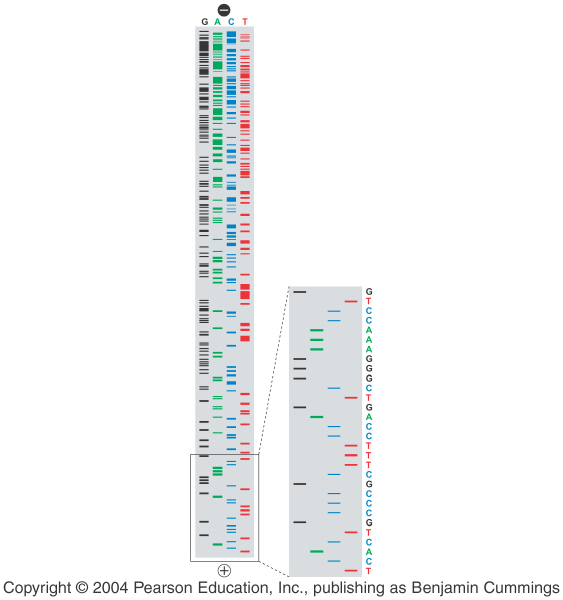 −
G A C T
G
T
C
C
A
A
A
G
G
G
C
T
G
A
C
C
T
T
T
C
G
C
C
C
G
T
C
A
C
T
+
Copyright © 2004 Pearson Education, Inc., publishing as Benjamin Cummings